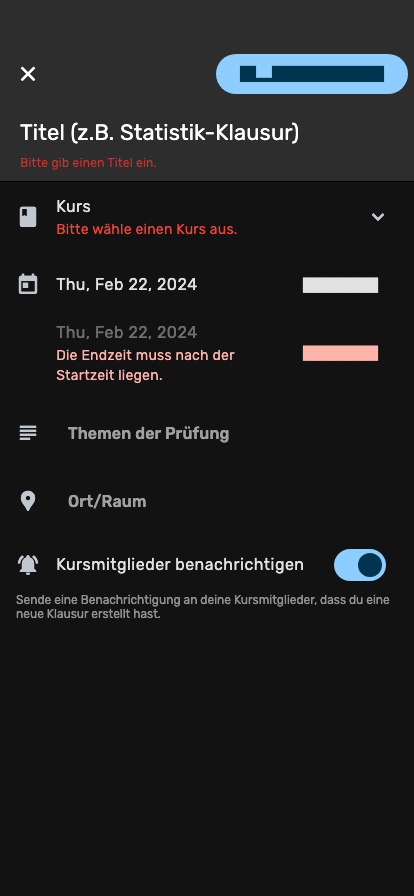 Titel (z.B. Statistik-Klausur)
Bitte gib einen Titel ein.
Kurs
Bitte wähle einen Kurs aus.
Thu, Feb 22, 2024
Thu, Feb 22, 2024
Die Endzeit muss nach der
Startzeit liegen.
Themen der Prüfung
Ort/Raum
Kursmitglieder benachrichtigen
Sende eine Benachrichtigung an deine Kursmitglieder, dass du eine
neue Klausur erstellt hast.